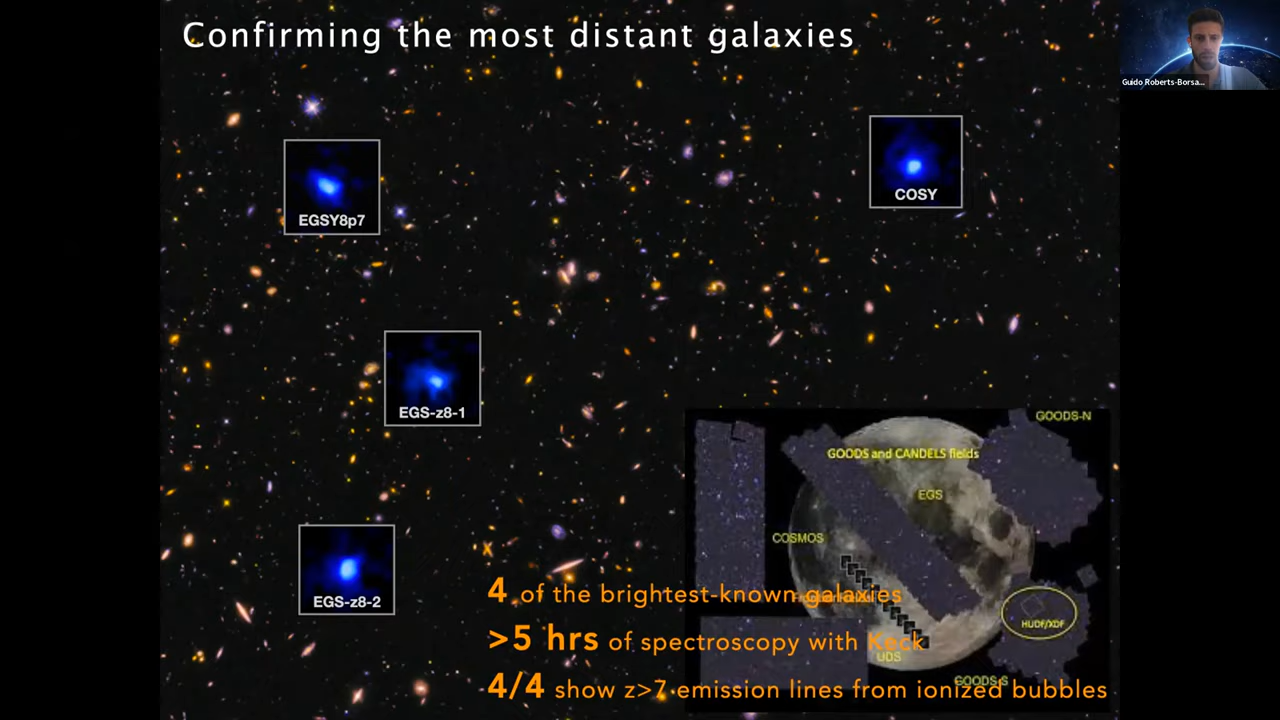 Confirming the most distant galaxies
Guido Roberts-Borsa...
EGSY8p7
COSY
EGS-z8-1
EGS-z8-2
GOODS-N
GOODS and CANDELS fields
EGS
COSMOS
HUDF/XDF
UDS
GOODS-S
4 of the brightest-known galaxies
>5 hrs of spectroscopy with Keck
4/4 show z>7 emission lines from ionized bubbles